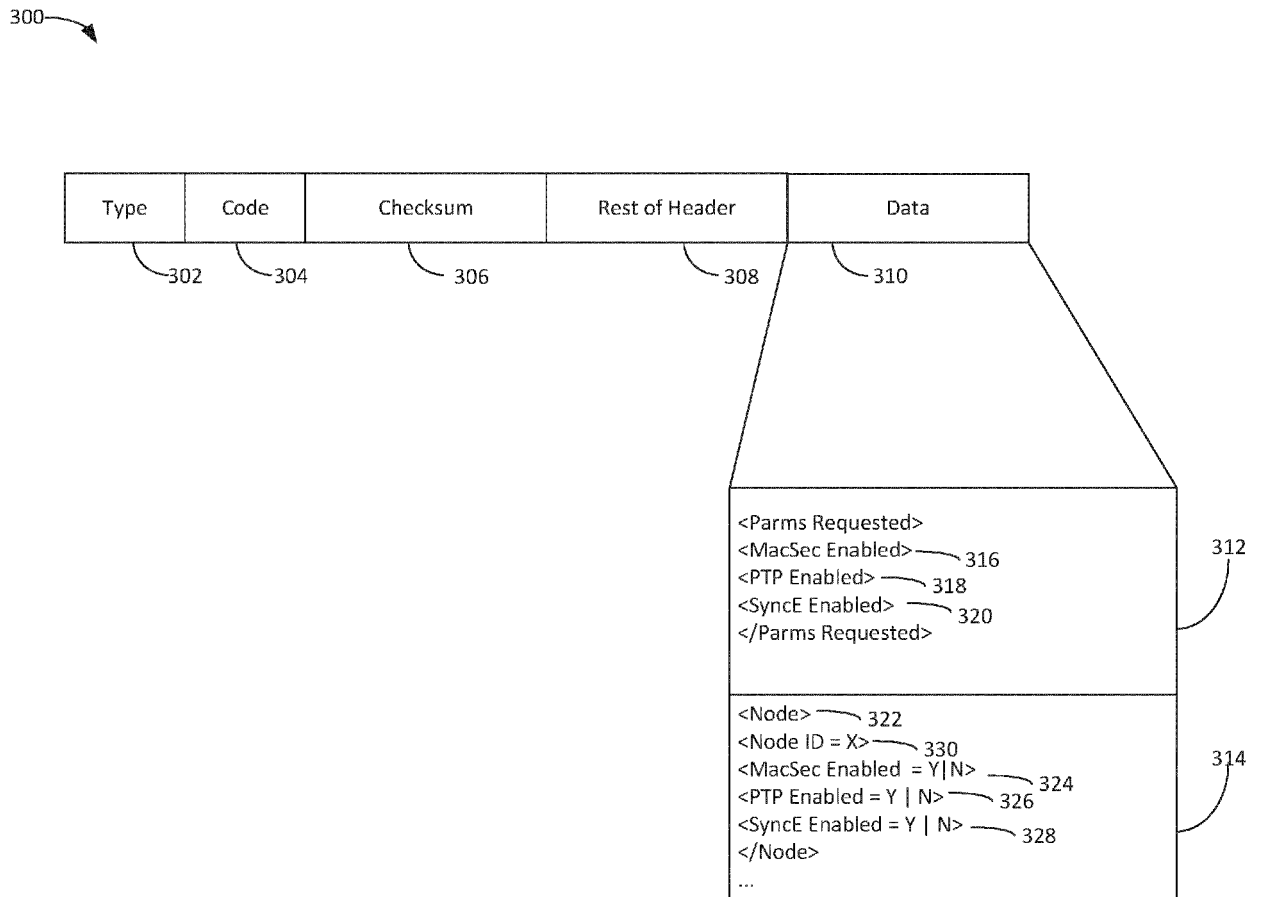 300
Type Code Checksum Rest of Header Data
302 304 306 308 310
<Parms Requested>
<MacSec Enabled> 316
<PTP Enabled> 318
<SyncE Enabled> 320
</Parms Requested>
312
<Node> 322
<Node ID = X> 330
<MacSec Enabled = Y|N> 324
<PTP Enabled = Y | N> 326
<SyncE Enabled = Y | N> 328
</Node>
...
314